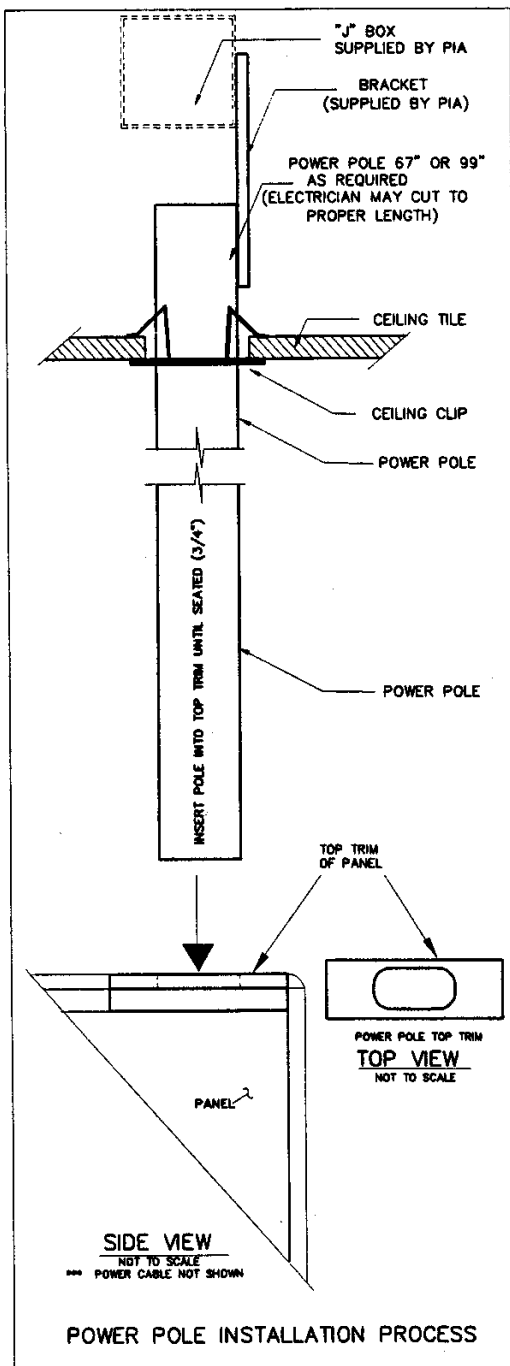 "J" BOX
SUPPLIED BY PIA
BRACKET
(SUPPLIED BY PIA)
POWER POLE 67" OR 99"
AS REQUIRED
(ELECTRICIAN MAY CUT TO
PROPER LENGTH)
CEILING TILE
CEILING CLIP
POWER POLE
INSERT POLE INTO TOP TRIM UNTIL SEATED (3/4")
POWER POLE
TOP TRIM
OF PANEL
POWER POLE TOP TRIM
TOP VIEW
NOT TO SCALE
PANEL
SIDE VIEW
NOT TO SCALE
*** POWER CABLE NOT SHOWN
POWER POLE INSTALLATION PROCESS